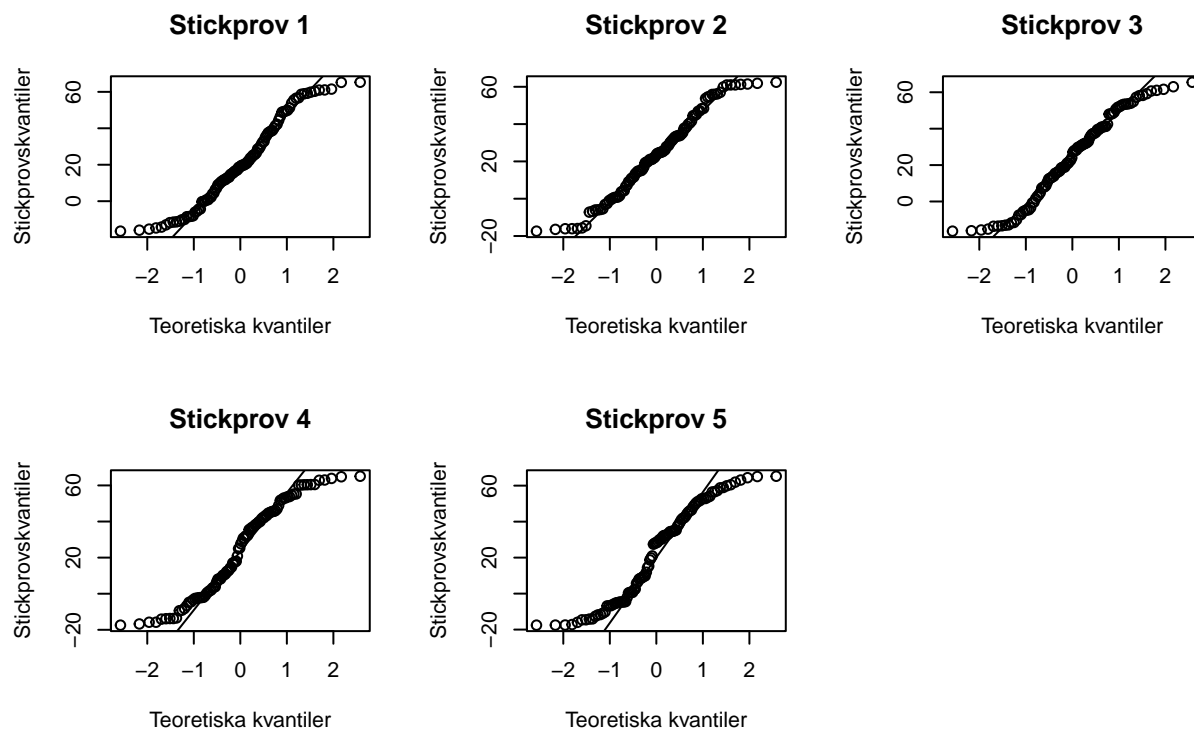 Stickprov 1
Stickprovskvantiler
0 20 60
−2 −1 0 1 2
Teoretiska kvantiler
Stickprov 2
Stickprovskvantiler
−20 20 60
−2 −1 0 1 2
Teoretiska kvantiler
Stickprov 3
Stickprovskvantiler
0 20 60
−2 −1 0 1 2
Teoretiska kvantiler
Stickprov 4
Stickprovskvantiler
−20 20 60
−2 −1 0 1 2
Teoretiska kvantiler
Stickprov 5
Stickprovskvantiler
−20 20 60
−2 −1 0 1 2
Teoretiska kvantiler